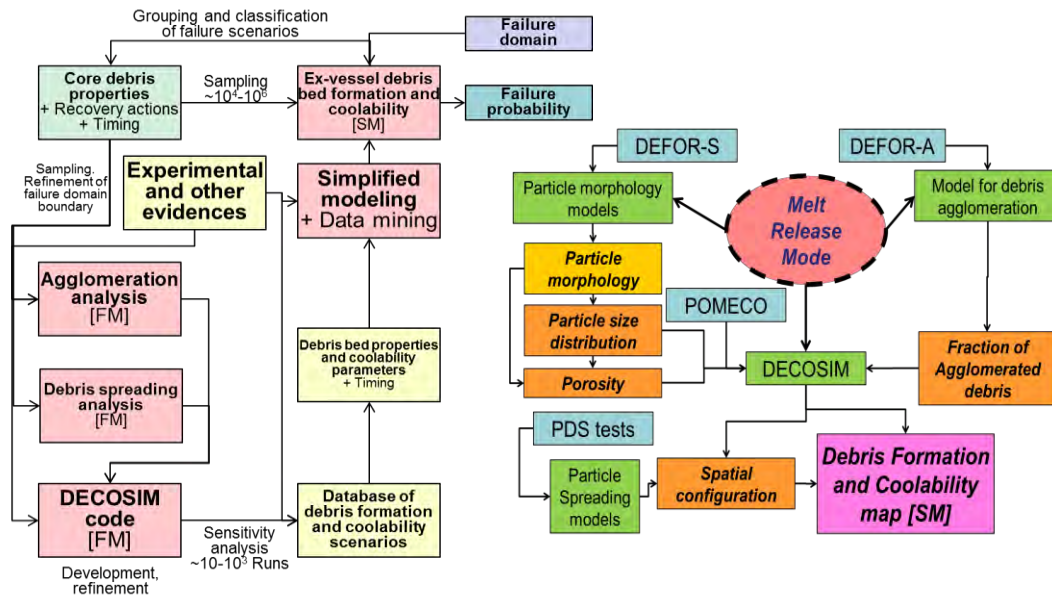 Grouping and classification
of failure scenarios
Failure
domain
Core debris
properties
+ Recovery actions
+ Timing
Sampling
~10⁴-10⁶
Ex-vessel debris
bed formation and
coolability
[SM]
Failure
probability
Sampling.
Refinement of
failure domain
boundary
Experimental
and other
evidences
Simplified
modeling
+ Data mining
Agglomeration
analysis
[FM]
Debris spreading
analysis
[FM]
Debris bed properties
and coolability
parameters
+ Timing
DECOSIM
code
[FM]
Sensitivity
analysis
~10-10³ Runs
Database of
debris formation
and coolability
scenarios
Development,
refinement
DEFOR-S
DEFOR-A
Particle morphology
models
Melt
Release
Mode
Model for debris
agglomeration
Particle
morphology
POMECO
Particle size
distribution
Porosity
DECOSIM
Fraction of
Agglomerated
debris
PDS tests
Particle
Spreading
models
Spatial
configuration
Debris Formation
and Coolability
map [SM]